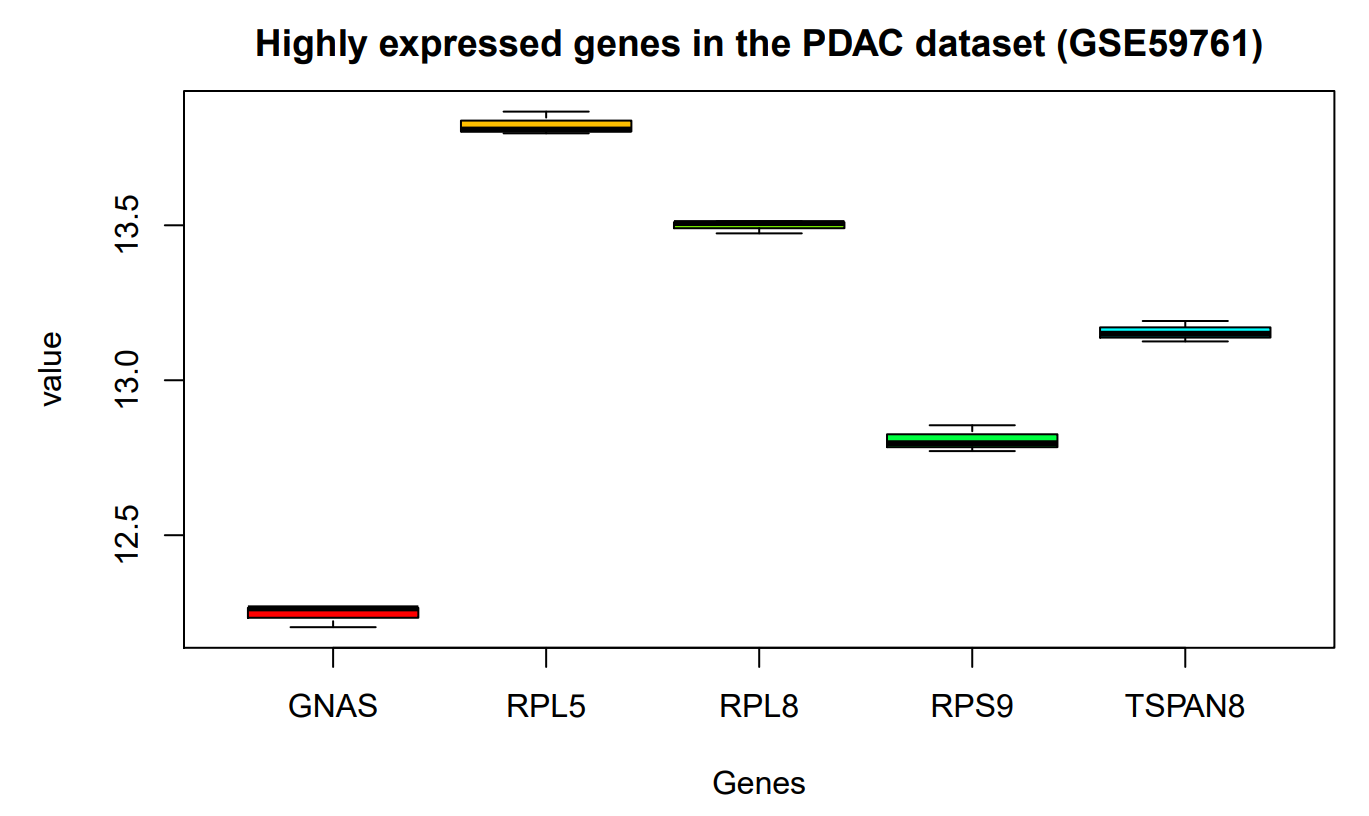 Highly expressed genes in the PDAC dataset (GSE59761)
13.5
13.0
12.5
value
GNAS RPL5 RPL8 RPS9 TSPAN8
Genes